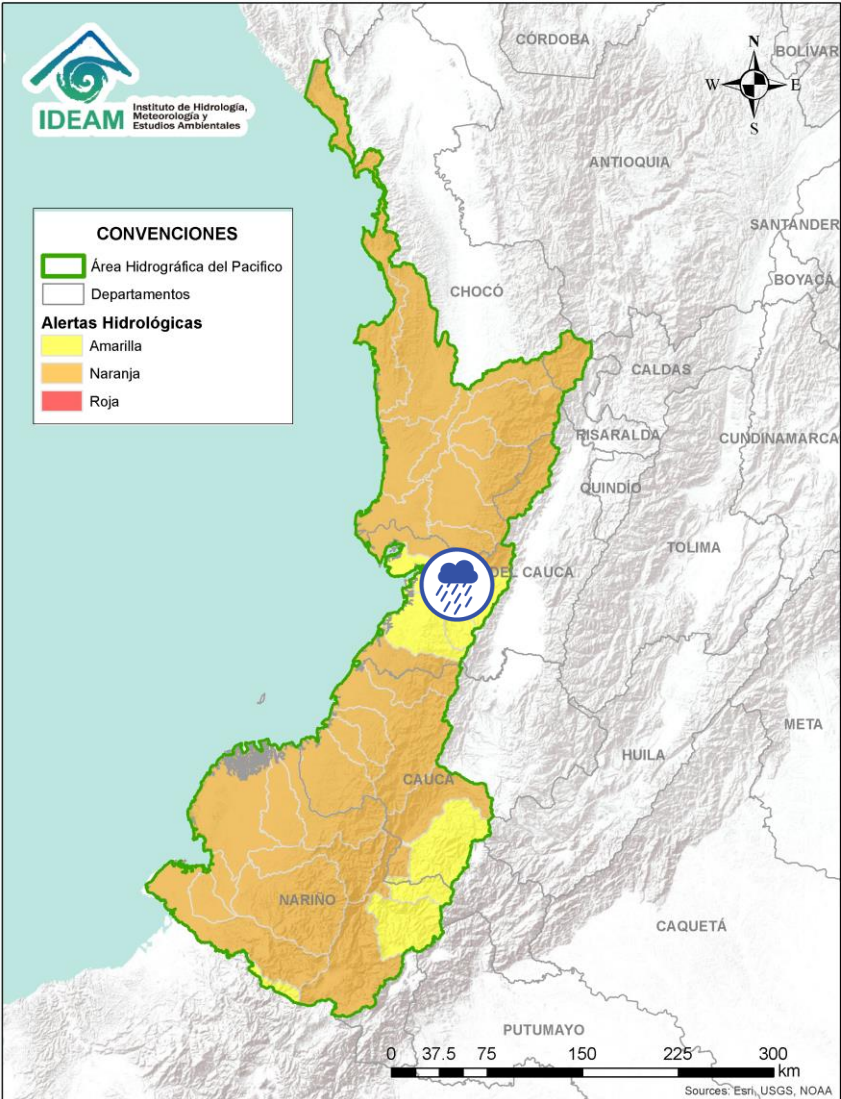 IDEAM
Instituto de Hidrología,
Meteorología y
Estudios Ambientales
CÓRDOBA
BOLÍVAR
N
W
E
S
ANTIOQUIA
SANTANDER
BOYACÁ
CONVENCIONES
Área Hidrográfica del Pacifico
Departamentos
Alertas Hidrológicas
Amarilla
Naranja
Roja
CHOCÓ
CALDAS
RISARALDA
CUNDINAMARCA
QUINDÍO
TOLIMA
DEL CAUCA
META
HUILA
CAUCA
NARIÑO
CAQUETÁ
PUTUMAYO
0 37.5 75 150 225 300
km
Sources: Esri, USGS, NOAA